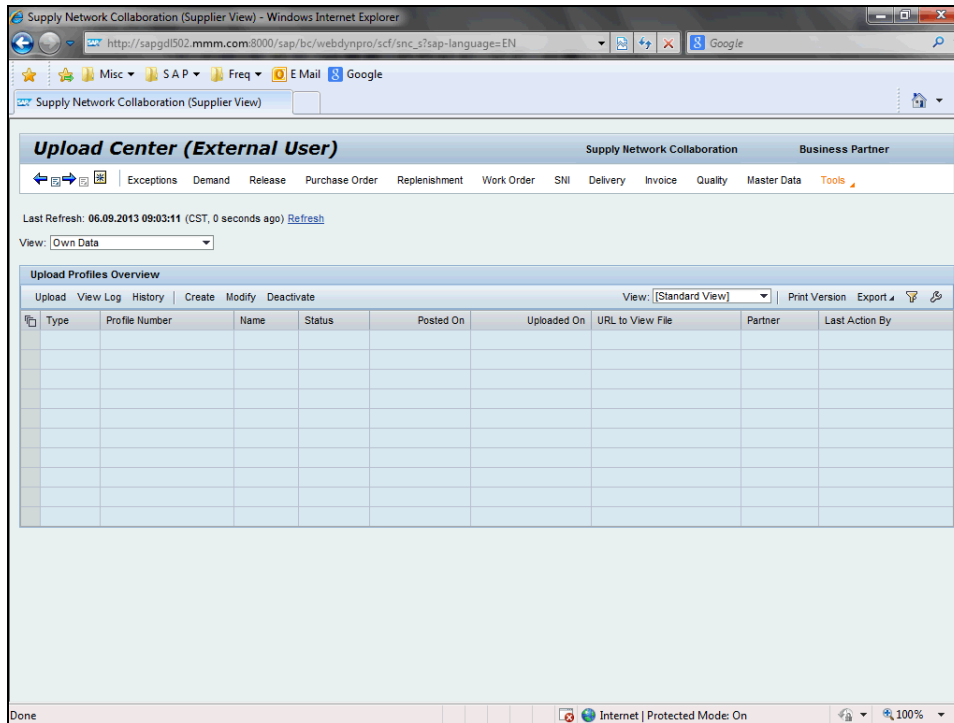 Supply Network Collaboration (Supplier View) - Windows Internet Explorer
http://sapgdl502.mmm.com:8000/sap/bc/webdynpro/scf/snc_s?sap-language=EN
Google
Misc SAP Freq E Mail Google
Supply Network Collaboration (Supplier View)
Upload Center (External User) Supply Network Collaboration Business Partner
Exceptions Demand Release Purchase Order Replenishment Work Order SNI Delivery Invoice Quality Master Data Tools
Last Refresh: 06.09.2013 09:03:11 (CST, 0 seconds ago) Refresh
View: Own Data
Upload Profiles Overview
Upload View Log History | Create Modify Deactivate View: [Standard View] | Print Version Export
Type Profile Number Name Status Posted On Uploaded On URL to View File Partner Last Action By
Done Internet | Protected Mode: On 100%